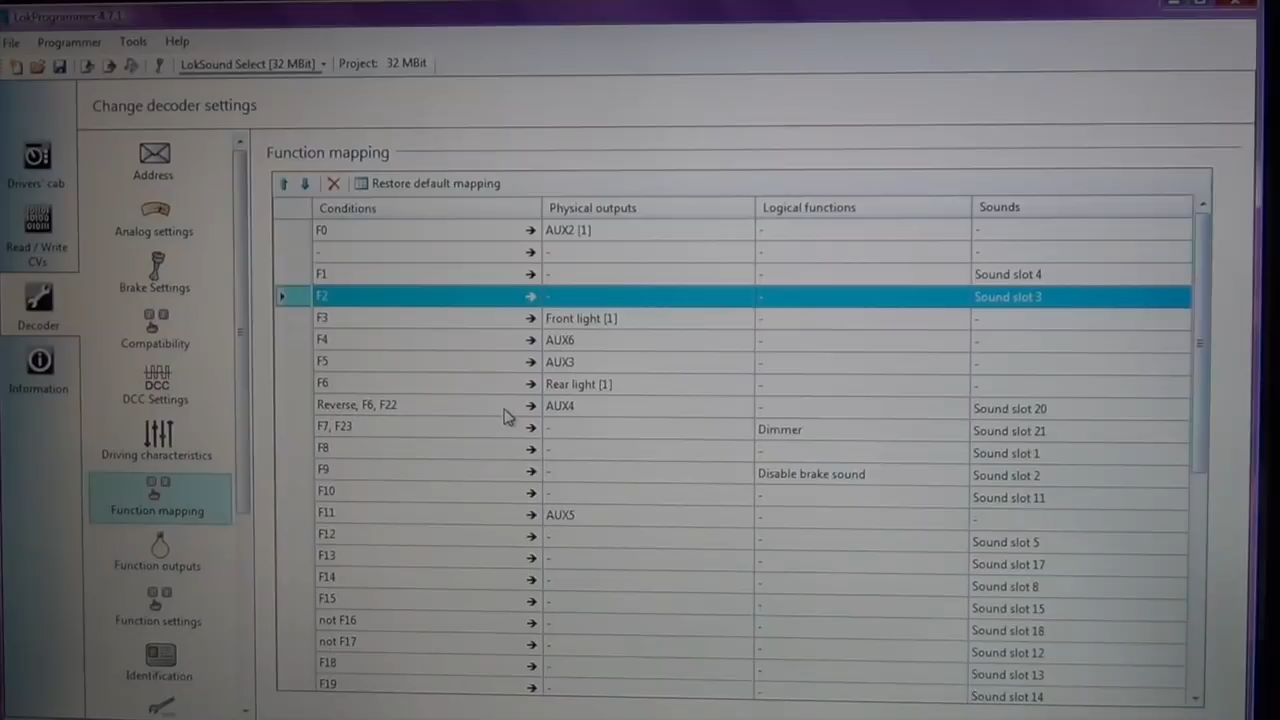 LokProgrammer 4.7.1
File Programmer Tools Help
LokSound Select [32 MBit] Project: 32 MBit
Change decoder settings
Drivers' cab
Read / Write CVs
Decoder
Information
Address
Analog settings
Brake Settings
Compatibility
DCC
DCC Settings
Driving characteristics
Function mapping
Function outputs
Function settings
Identification
Function mapping
Restore default mapping
Conditions Physical outputs Logical functions Sounds
F0 AUX2 [1] - -
- - - -
F1 - - Sound slot 4
F2 - - Sound slot 3
F3 Front light [1] - -
F4 AUX6 - -
F5 AUX3 - -
F6 Rear light [1] - -
Reverse, F6, F22 AUX4 - Sound slot 20
F7, F23 - Dimmer Sound slot 21
F8 - - Sound slot 1
F9 - Disable brake sound Sound slot 2
F10 - - Sound slot 11
F11 AUX5 - -
F12 - - Sound slot 5
F13 - - Sound slot 17
F14 - - Sound slot 8
F15 - - Sound slot 15
not F16 - - Sound slot 18
not F17 - - Sound slot 12
F18 - - Sound slot 13
F19 - - Sound slot 14